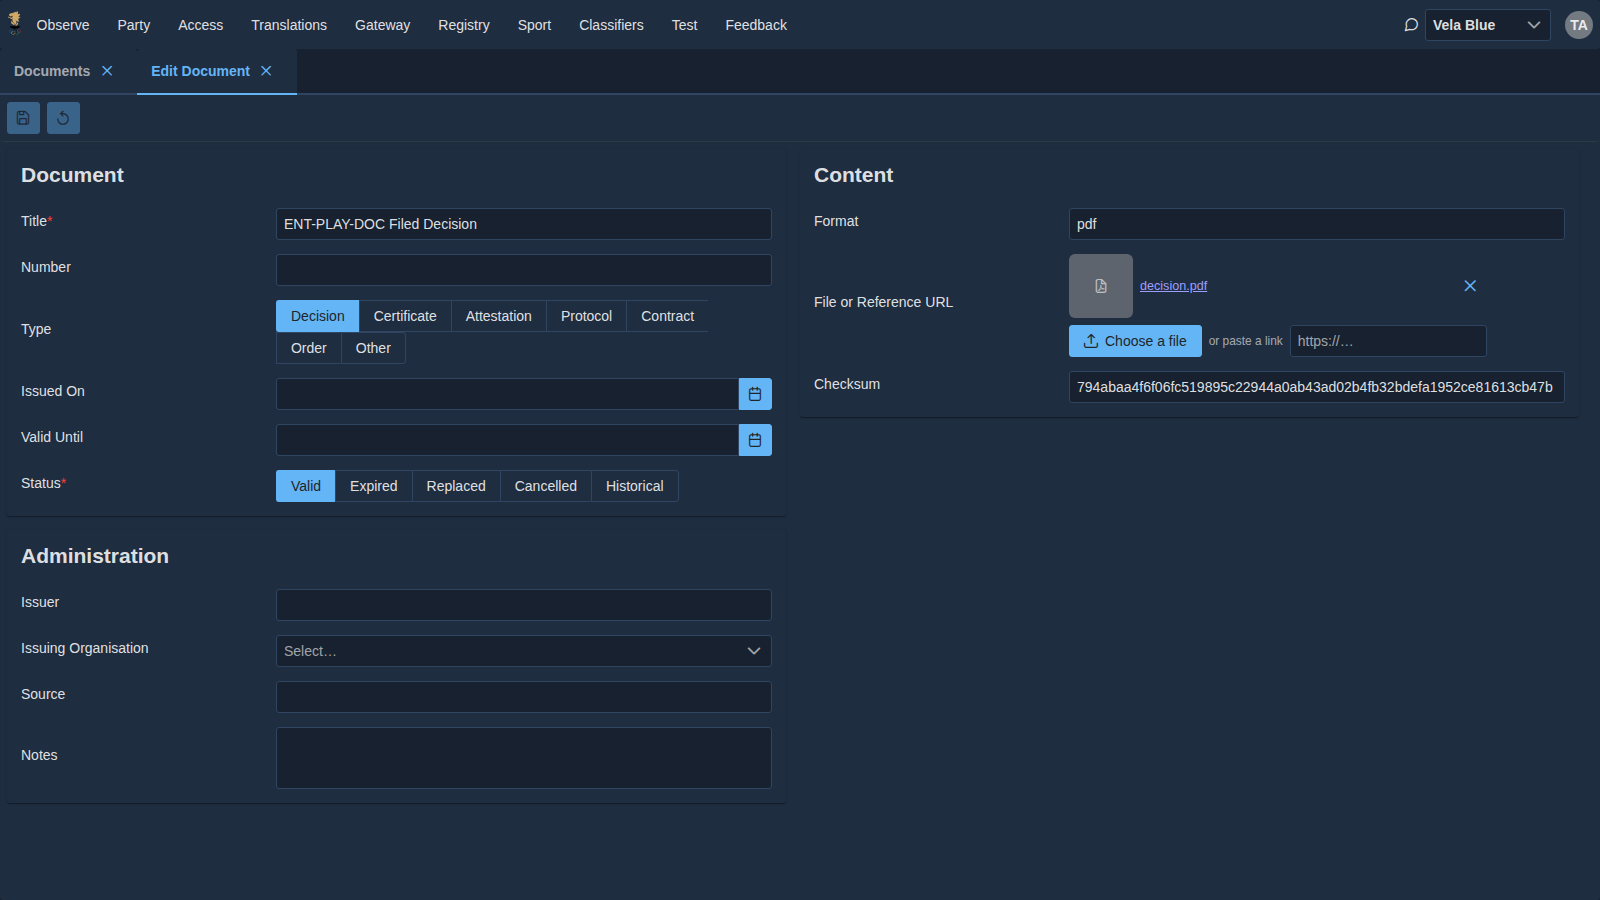 Observe Party Access Translations Gateway Registry Sport Classifiers Test Feedback Vela Blue TA
Documents Edit Document
Document
Title* ENT-PLAY-DOC Filed Decision
Number
Type Decision Certificate Attestation Protocol Contract
Order Other
Issued On
Valid Until
Status* Valid Expired Replaced Cancelled Historical
Administration
Issuer
Issuing Organisation Select…
Source
Notes
Content
Format pdf
File or Reference URL decision.pdf
Choose a file or paste a link https://…
Checksum 794abaa4f6f06fc519895c22944a0ab43ad02b4fb32bdefa1952ce81613cb47b